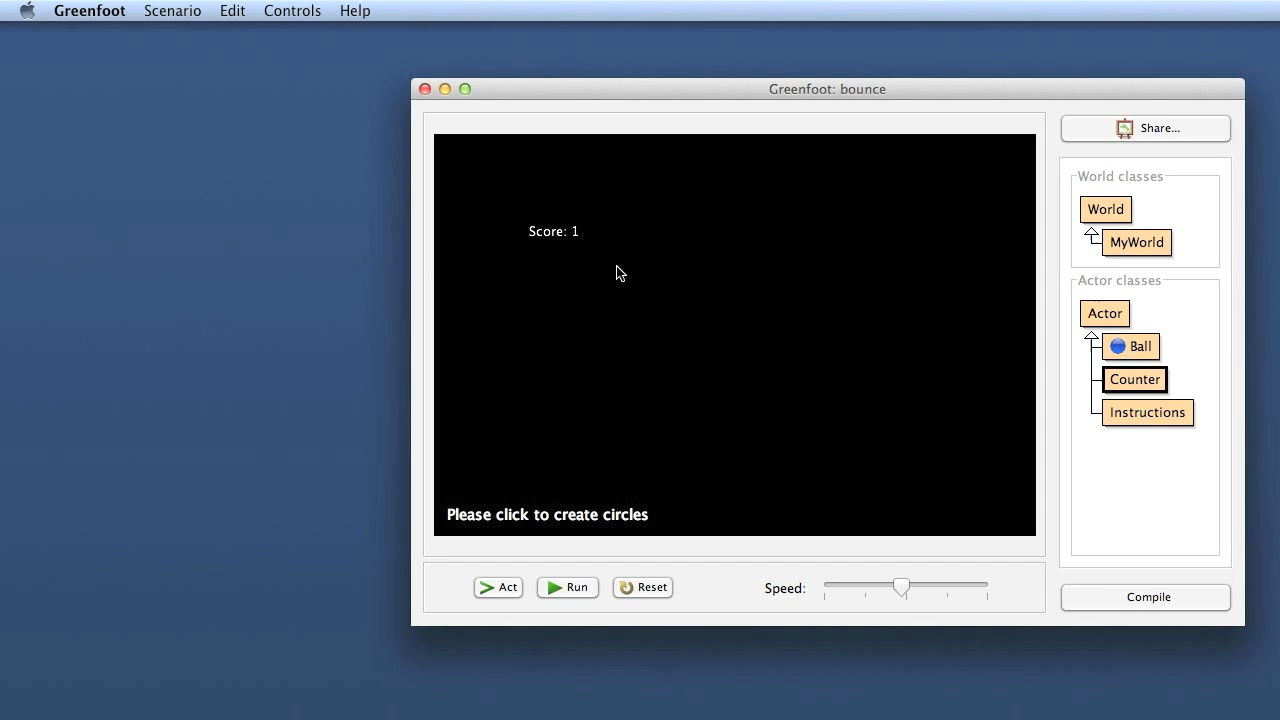 Greenfoot Scenario Edit Controls Help
Greenfoot: bounce
Share...
World classes
World
MyWorld
Score: 1
Actor classes
Actor
Ball
Counter
Instructions
Please click to create circles
Act Run Reset Speed:
Compile